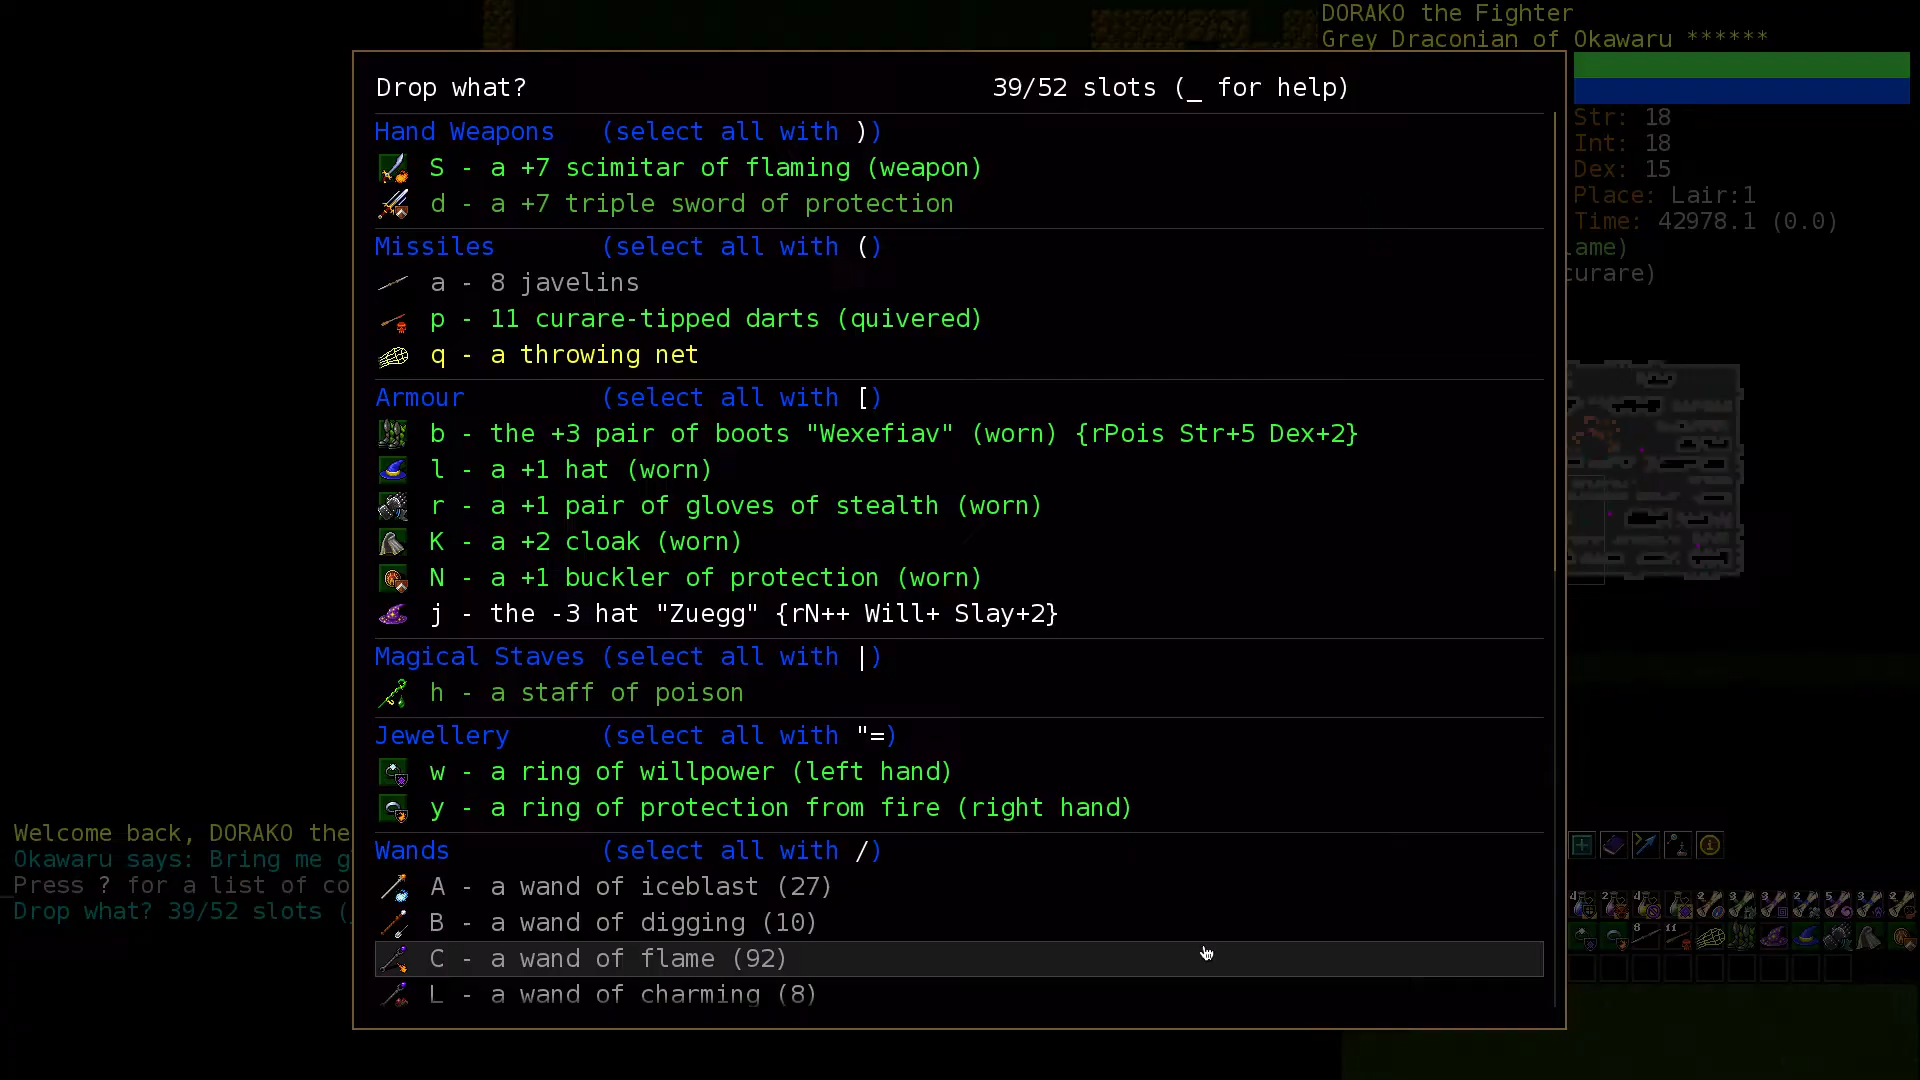 DORAKO the Fighter
Grey Draconian of Okawaru ******
Drop what? 39/52 slots (_ for help)
Str: 18
Int: 18
Dex: 15
Place: Lair:1
Time: 42978.1 (0.0)
lame)
curare)
Hand Weapons (select all with ))
S - a +7 scimitar of flaming (weapon)
d - a +7 triple sword of protection
Missiles (select all with ()
a - 8 javelins
p - 11 curare-tipped darts (quivered)
q - a throwing net
Armour (select all with [)
b - the +3 pair of boots "Wexefiav" (worn) {rPois Str+5 Dex+2}
l - a +1 hat (worn)
r - a +1 pair of gloves of stealth (worn)
K - a +2 cloak (worn)
N - a +1 buckler of protection (worn)
j - the -3 hat "Zuegg" {rN++ Will+ Slay+2}
Magical Staves (select all with |)
h - a staff of poison
Jewellery (select all with "=)
w - a ring of willpower (left hand)
y - a ring of protection from fire (right hand)
Wands (select all with /)
A - a wand of iceblast (27)
B - a wand of digging (10)
C - a wand of flame (92)
L - a wand of charming (8)
Welcome back, DORAKO the
Okawaru says: Bring me g
Press ? for a list of co
Drop what? 39/52 slots (